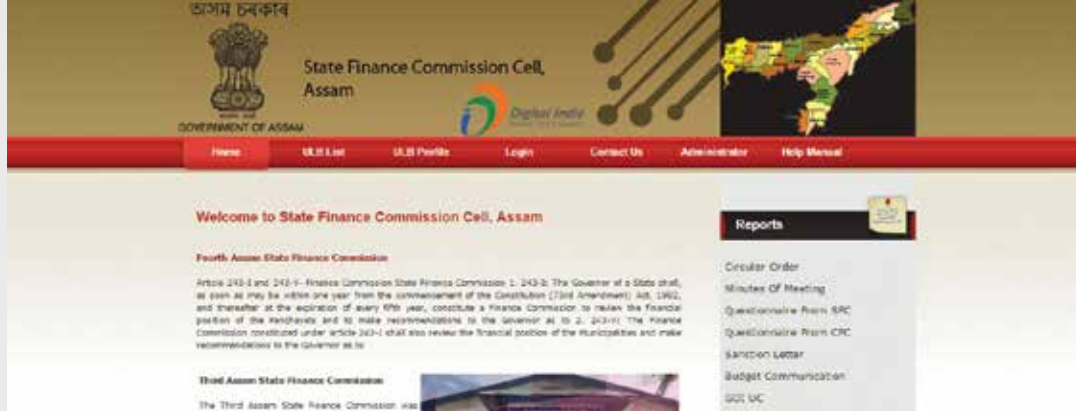 অসম চৰকাৰ
State Finance Commission Cell,
Assam
Digital India
GOVERNMENT OF ASSAM
Home ULB List ULB Profile Login Contact Us Administrator Help Manual
Welcome to State Finance Commission Cell, Assam
Reports
Fourth Assam State Finance Commission
Circular Order
Article 243-I and 243-Y- Finance Commission State Finance Commission 1. 243-I: The Governor of a State shall,
as soon as may be within one year from the commencement of the Constitution (73rd Amendment) Act, 1992,
and thereafter at the expiration of every fifth year, constitute a Finance Commission to review the financial
position of the Panchayats and to make recommendations to the Governor as to 2. 243-Y: The Finance
Commission constituted under article 243-I shall also review the financial position of the Municipalities and make
recommendations to the Governor as to
Minutes Of Meeting
Questionnaire From SFC
Questionnaire From CFC
Sanction Letter
Budget Communication
GOI UC
Third Assam State Finance Commission
The Third Assam State Finance Commission was